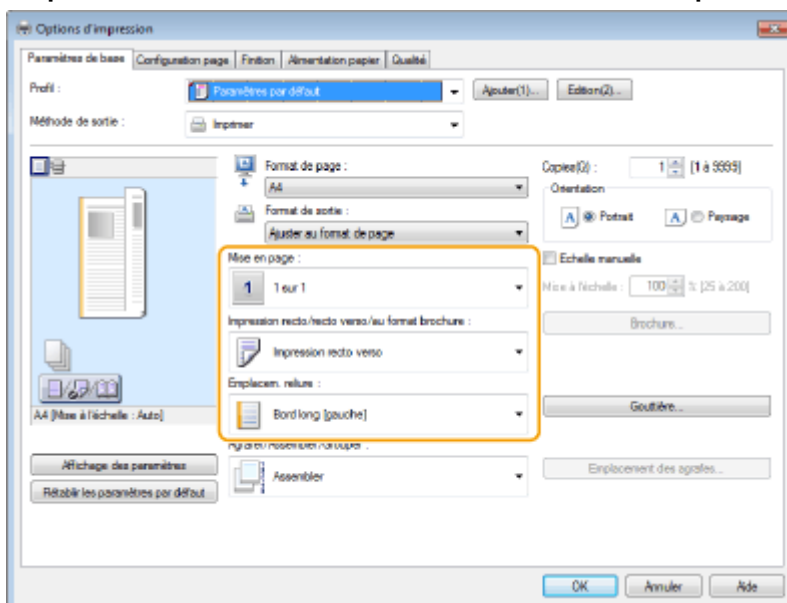 Options d'impression
Paramètres de base Configuration page Finition Alimentation papier Qualité
Profil : Paramètres par défaut Ajouter(1)... Edition(2)...
Méthode de sortie : Imprimer
Format de page : Copies(Q) : 1 [1 à 9999]
A4 Orientation
Format de sortie : A Portrait A Paysage
Ajuster au format de page
Mise en page : Echelle manuelle
1 1 sur 1 Mise à l'échelle : 100 % [25 à 200]
Impression recto/recto verso/au format brochure : Brochure...
Impression recto verso
Emplacem. reliure :
A4 [Mise à l'échelle : Auto] Bord long [gauche] Gouttière...
Agrafer/Assembler/Grouper :
Affichage des paramètres Assembler Emplacement des agrafes...
Rétablir les paramètres par défaut
OK Annuler Aide